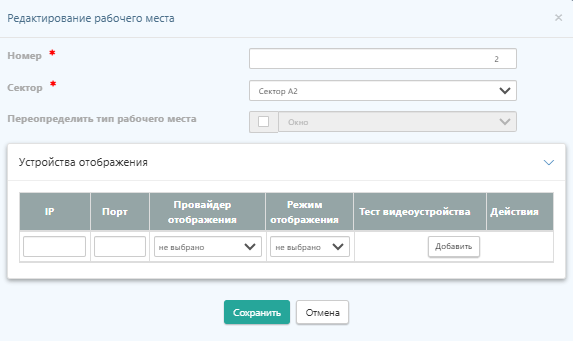 Редактирование рабочего места ×
Номер * 2
Сектор * Сектор A2
Переопределить тип рабочего места Окно
Устройства отображения
IP Порт Провайдер отображения Режим отображения Тест видеоустройства Действия
не выбрано не выбрано Добавить
Сохранить Отмена